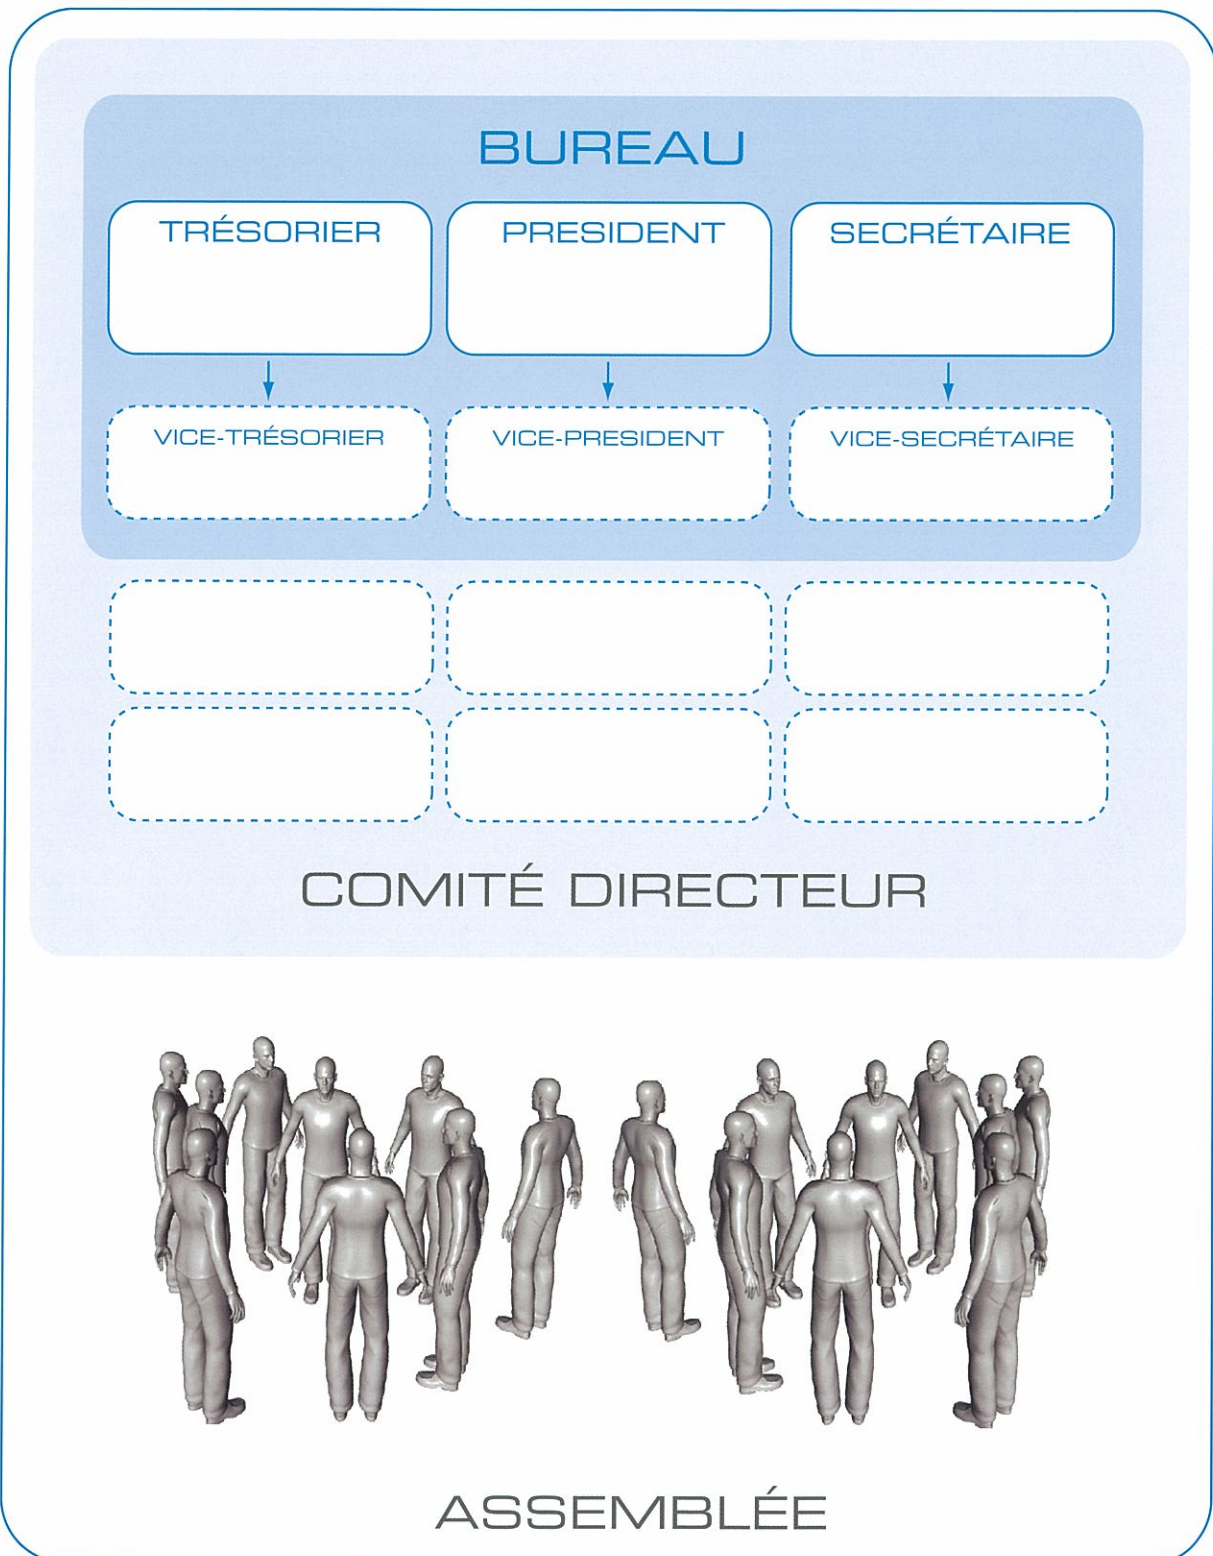 BUREAU
TRÉSORIER
PRESIDENT
SECRÉTAIRE
VICE-TRÉSORIER
VICE-PRESIDENT
VICE-SECRÉTAIRE
COMITÉ DIRECTEUR
ASSEMBLÉE